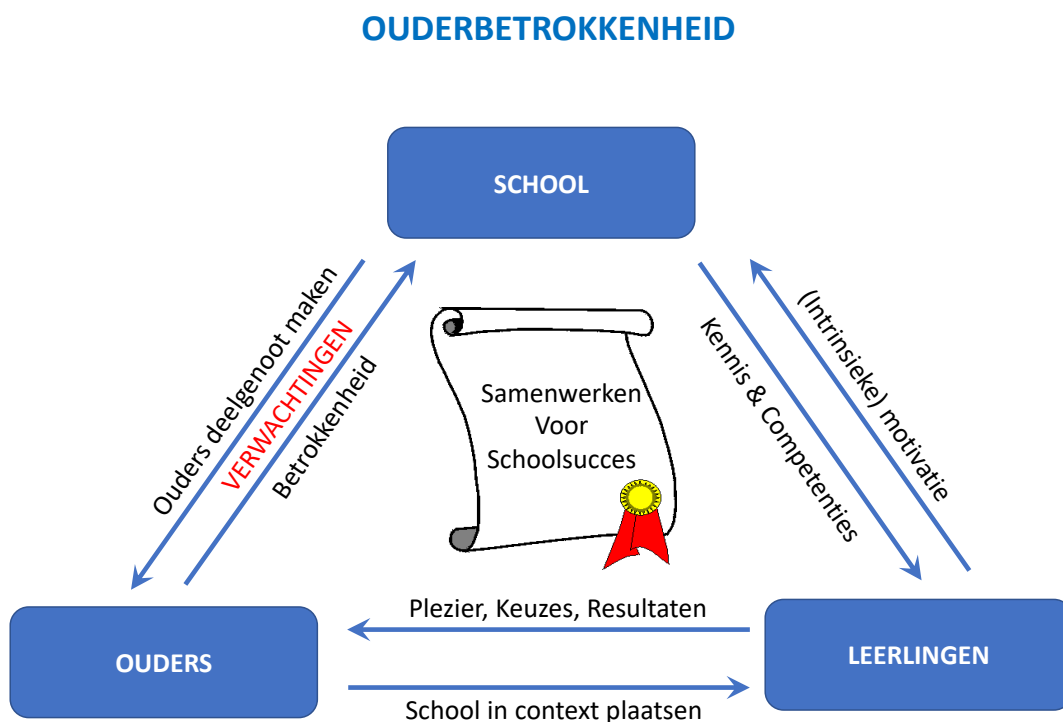 OUDERBETROKKENHEID
SCHOOL
Ouders deelgenoot maken
VERWACHTINGEN
Betrokkenheid
Samenwerken
Voor
Schoolsucces
Kennis & Competenties
(Intrinsieke) motivatie
Plezier, Keuzes, Resultaten
OUDERS
LEERLINGEN
School in context plaatsen